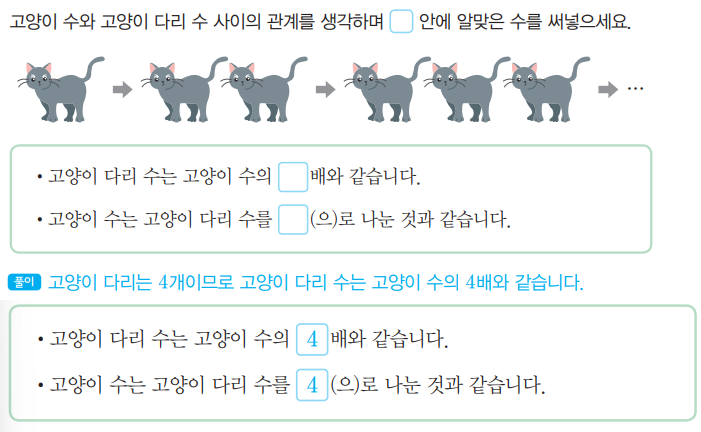 고양이 수와 고양이 다리 수 사이의 관계를 생각하며 □ 안에 알맞은 수를 써넣으세요.
...
• 고양이 다리 수는 고양이 수의 □배와 같습니다.
• 고양이 수는 고양이 다리 수를 □(으)로 나눈 것과 같습니다.
풀이 고양이 다리는 4개이므로 고양이 다리 수는 고양이 수의 4배와 같습니다.
• 고양이 다리 수는 고양이 수의 4 배와 같습니다.
• 고양이 수는 고양이 다리 수를 4 (으)로 나눈 것과 같습니다.